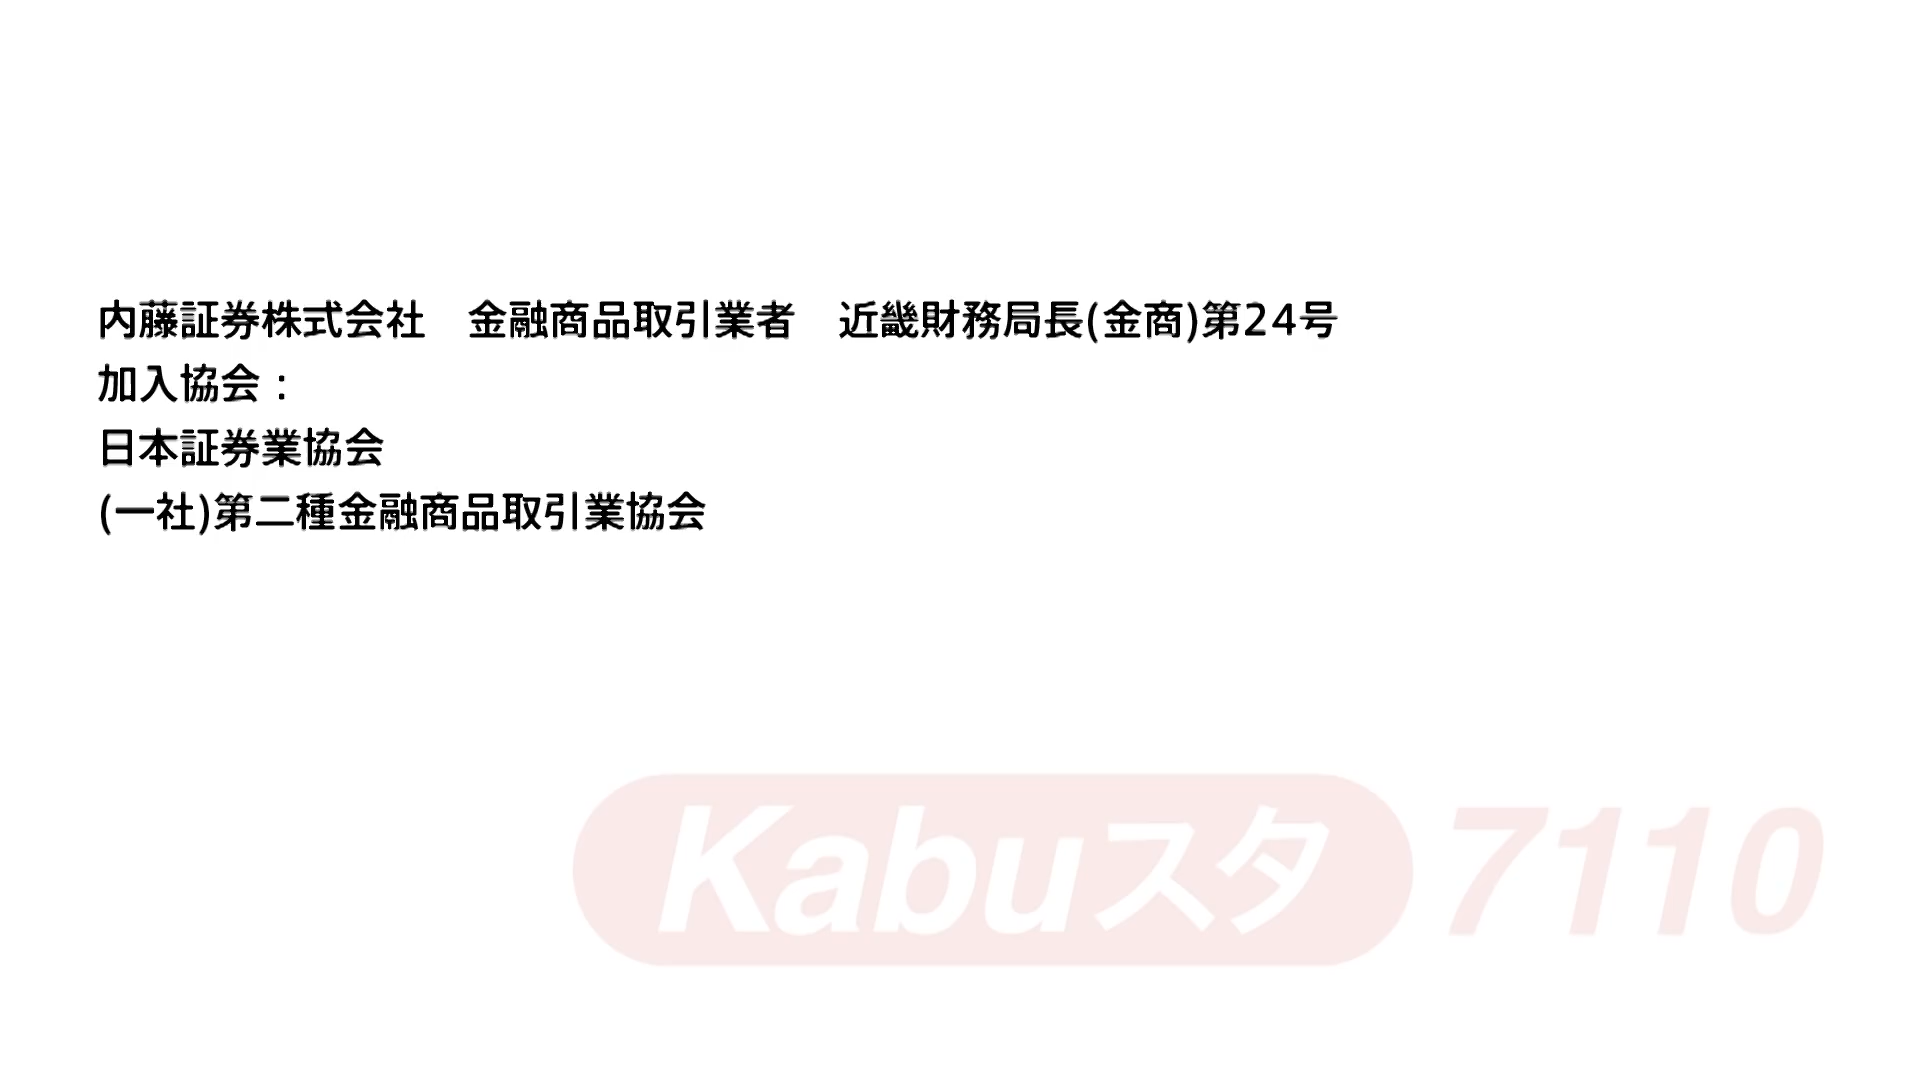 内藤証券株式会社　金融商品取引業者　近畿財務局長(金商)第24号
加入協会：
日本証券業協会
(一社)第二種金融商品取引業協会
Kabuスタ 7110